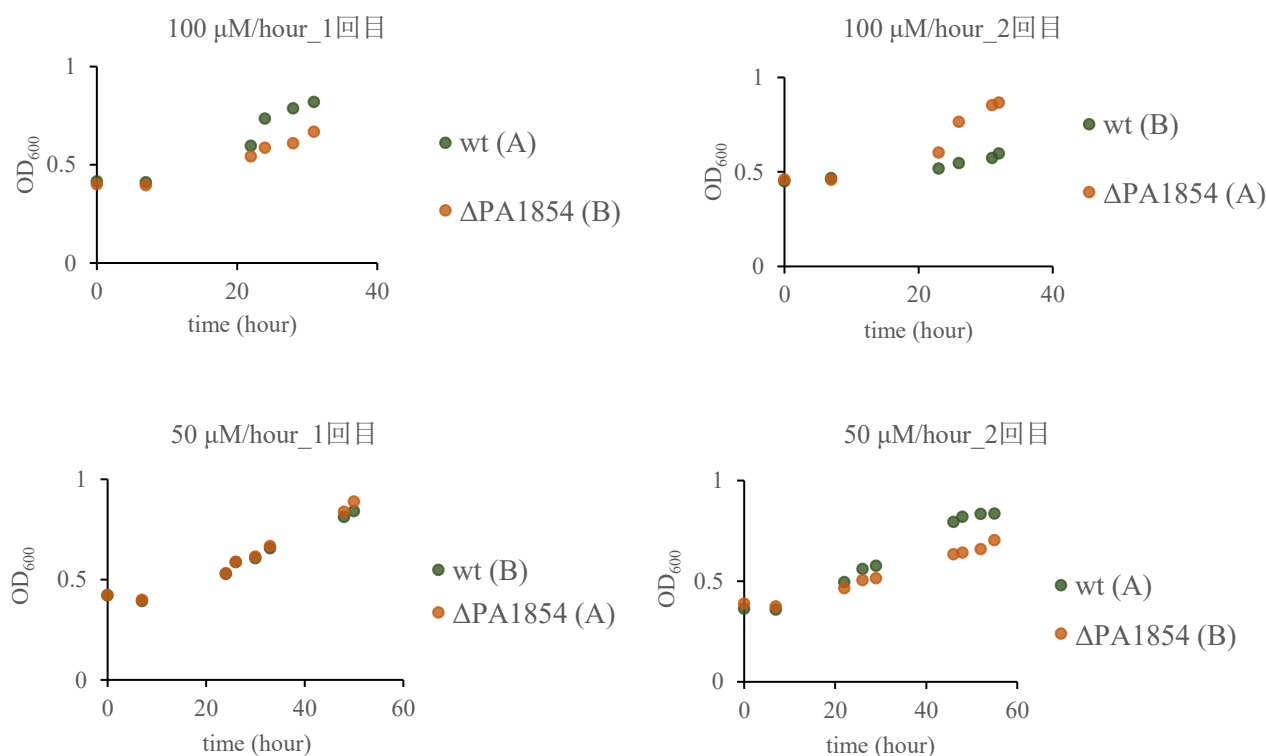 100 μM/hour_1回目
1
0.5
0
OD600
0
20
40
time (hour)
wt (A)
ΔPA1854 (B)
100 μM/hour_2回目
1
0.5
0
OD600
0
20
40
time (hour)
wt (B)
ΔPA1854 (A)
50 μM/hour_1回目
1
0.5
0
OD600
0
20
40
60
time (hour)
wt (B)
ΔPA1854 (A)
50 μM/hour_2回目
1
0.5
0
OD600
0
20
40
60
time (hour)
wt (A)
ΔPA1854 (B)